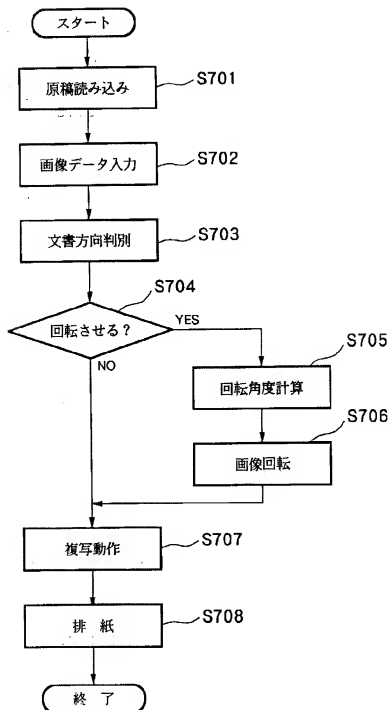 スタート
原稿読み込み
S701
画像データ入力
S702
文書方向判別
S703
S704
回転させる?
YES
NO
S705
回転角度計算
S706
画像回転
複写動作
S707
排 紙
S708
終 了